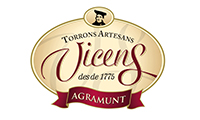 TORRONS ARTESANS
Vicens
des de 1775
AGRAMUNT